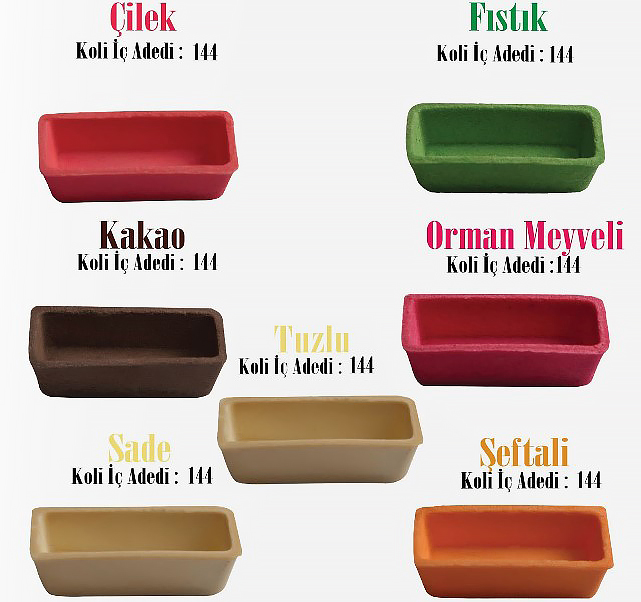 Çilek
Koli İç Adedi : 144
Fıstık
Koli İç Adedi :144
Kakao
Koli İç Adedi : 144
Orman Meyveli
Koli İç Adedi :144
Tuzlu
Koli İç Adedi : 144
Sade
Koli İç Adedi : 144
Şeftali
Koli İç Adedi : 144